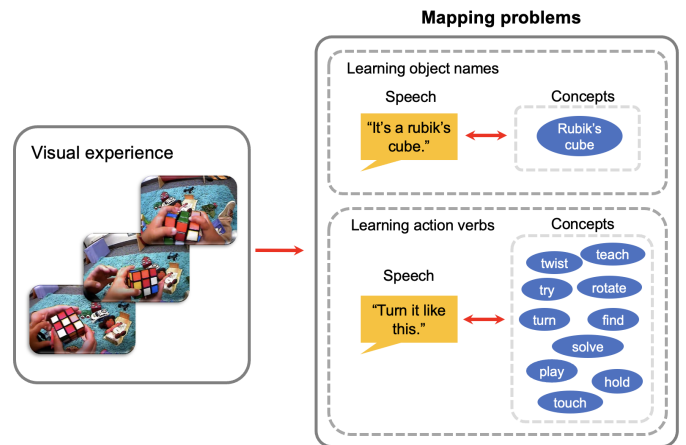 Mapping problems
Visual experience
Learning object names
Speech
Concepts
“It’s a rubik’s
cube.”
Rubik’s
cube
Learning action verbs
Concepts
Speech
“Turn it like
this.”
twist
teach
try
rotate
turn
find
solve
play
hold
touch